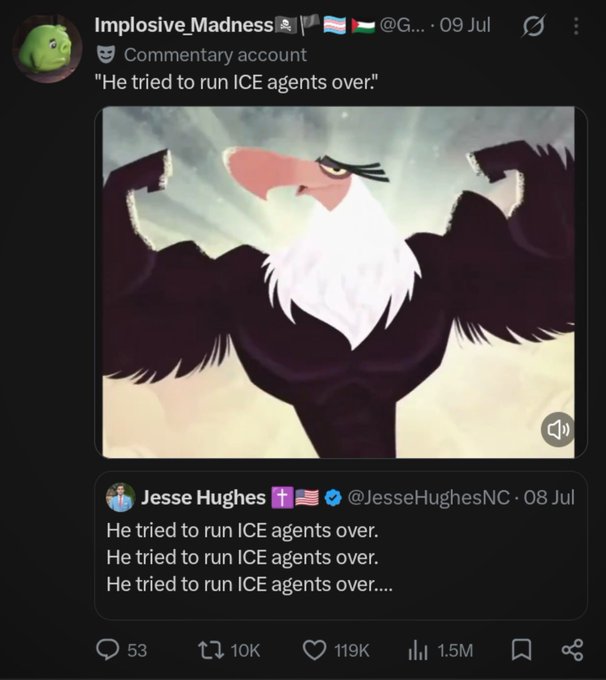 Implosive_Madness☠️🏴🏳️‍⚧️🇵🇸 @G... · 09 Jul
Commentary account
"He tried to run ICE agents over."
Jesse Hughes ✝️🇺🇸 @JesseHughesNC · 08 Jul
He tried to run ICE agents over.
He tried to run ICE agents over.
He tried to run ICE agents over....
53 10K 119K 1.5M